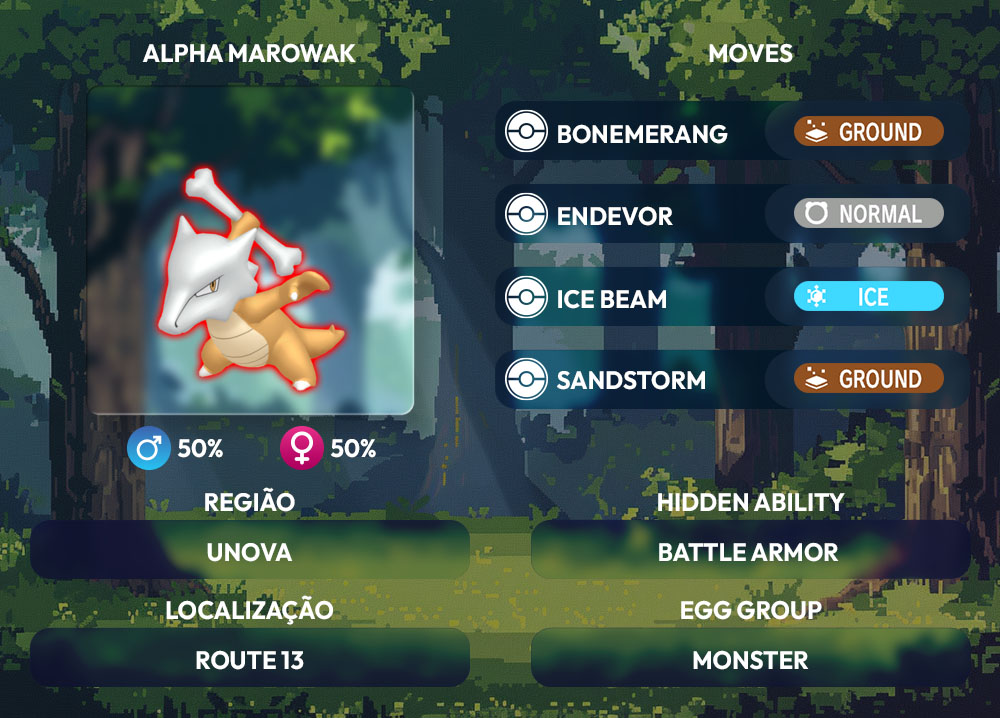 ALPHA MAROWAK
♂ 50% ♀ 50%
REGIÃO
UNOVA
LOCALIZAÇÃO
ROUTE 13
MOVES
BONEMERANG GROUND
ENDEVOR NORMAL
ICE BEAM ICE
SANDSTORM GROUND
HIDDEN ABILITY
BATTLE ARMOR
EGG GROUP
MONSTER